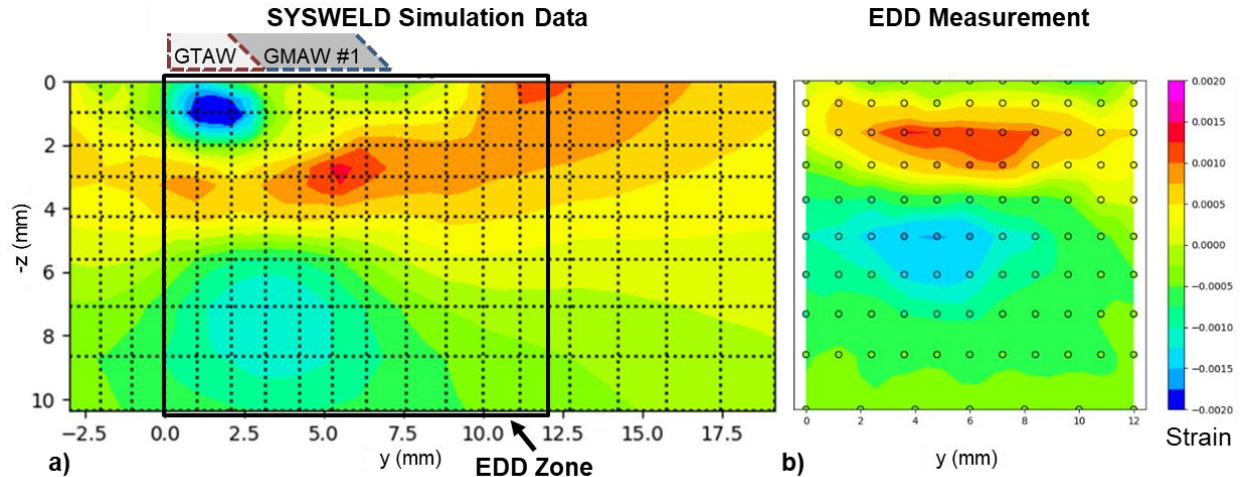 SYSWELD Simulation Data
EDD Measurement
GTAW
GMAW #1
0
2
4
6
8
10
-z (mm)
−2.5
0.0
2.5
5.0
7.5
10.0
12.5
15.0
17.5
y (mm)
a)
EDD Zone
0
2
4
6
8
10
12
y (mm)
b)
0.0020
0.0015
0.0010
0.0005
0.0000
−0.0005
−0.0010
−0.0015
−0.0020
Strain